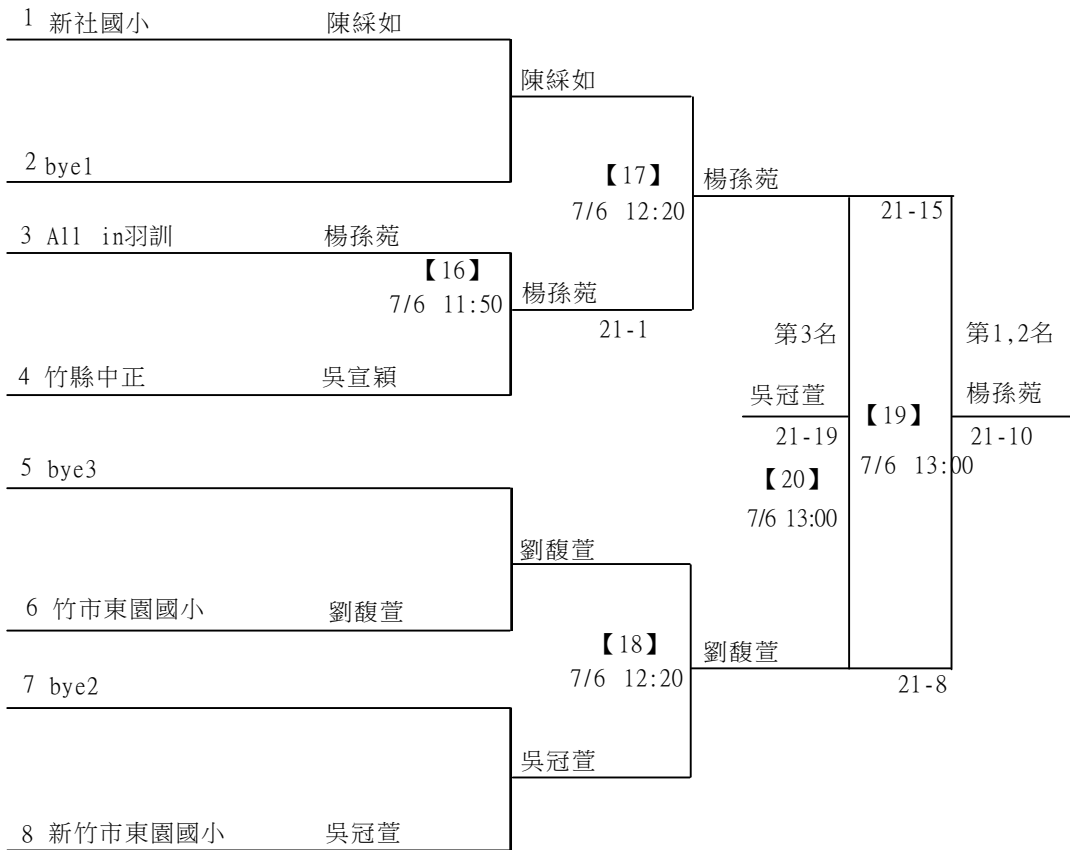 1 新社國小 陳綵如
陳綵如
2 bye1
【17】
7/6 12:20
楊孫菀
21-15
3 All in羽訓 楊孫菀
【16】
7/6 11:50
楊孫菀
21-1
4 竹縣中正 吳宣穎
第3名
第1,2名
吳冠萱
21-19
【20】
7/6 13:00
【19】
7/6 13:00
楊孫菀
21-10
5 bye3
劉馥萱
6 竹市東園國小 劉馥萱
【18】
7/6 12:20
劉馥萱
21-8
7 bye2
吳冠萱
8 新竹市東園國小 吳冠萱